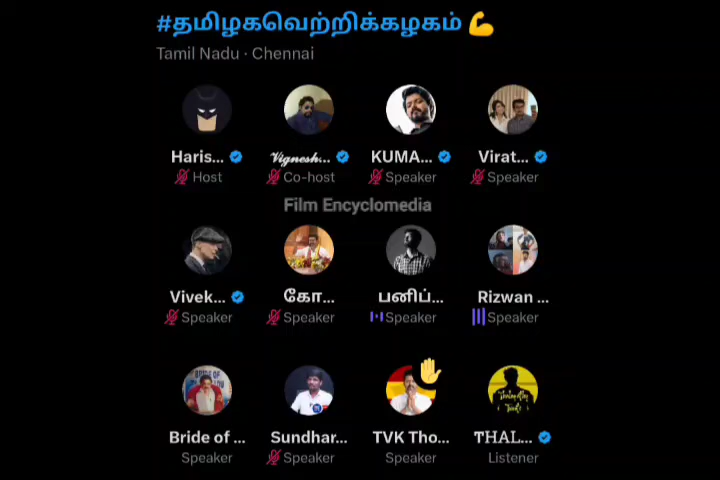 #தமிழகவெற்றிக்கழகம் 💪
Tamil Nadu · Chennai
Haris... 𝓥𝓲𝓰𝓷𝓮𝓼𝓱... KUMA... Virat...
Host Co-host Speaker Speaker
Film Encyclomedia
Vivek... கோ... பனிப்... Rizwan ...
Speaker Speaker Speaker Speaker
Bride of ... Sundhar... TVK Tho... THAL...
Speaker Speaker Speaker Listener